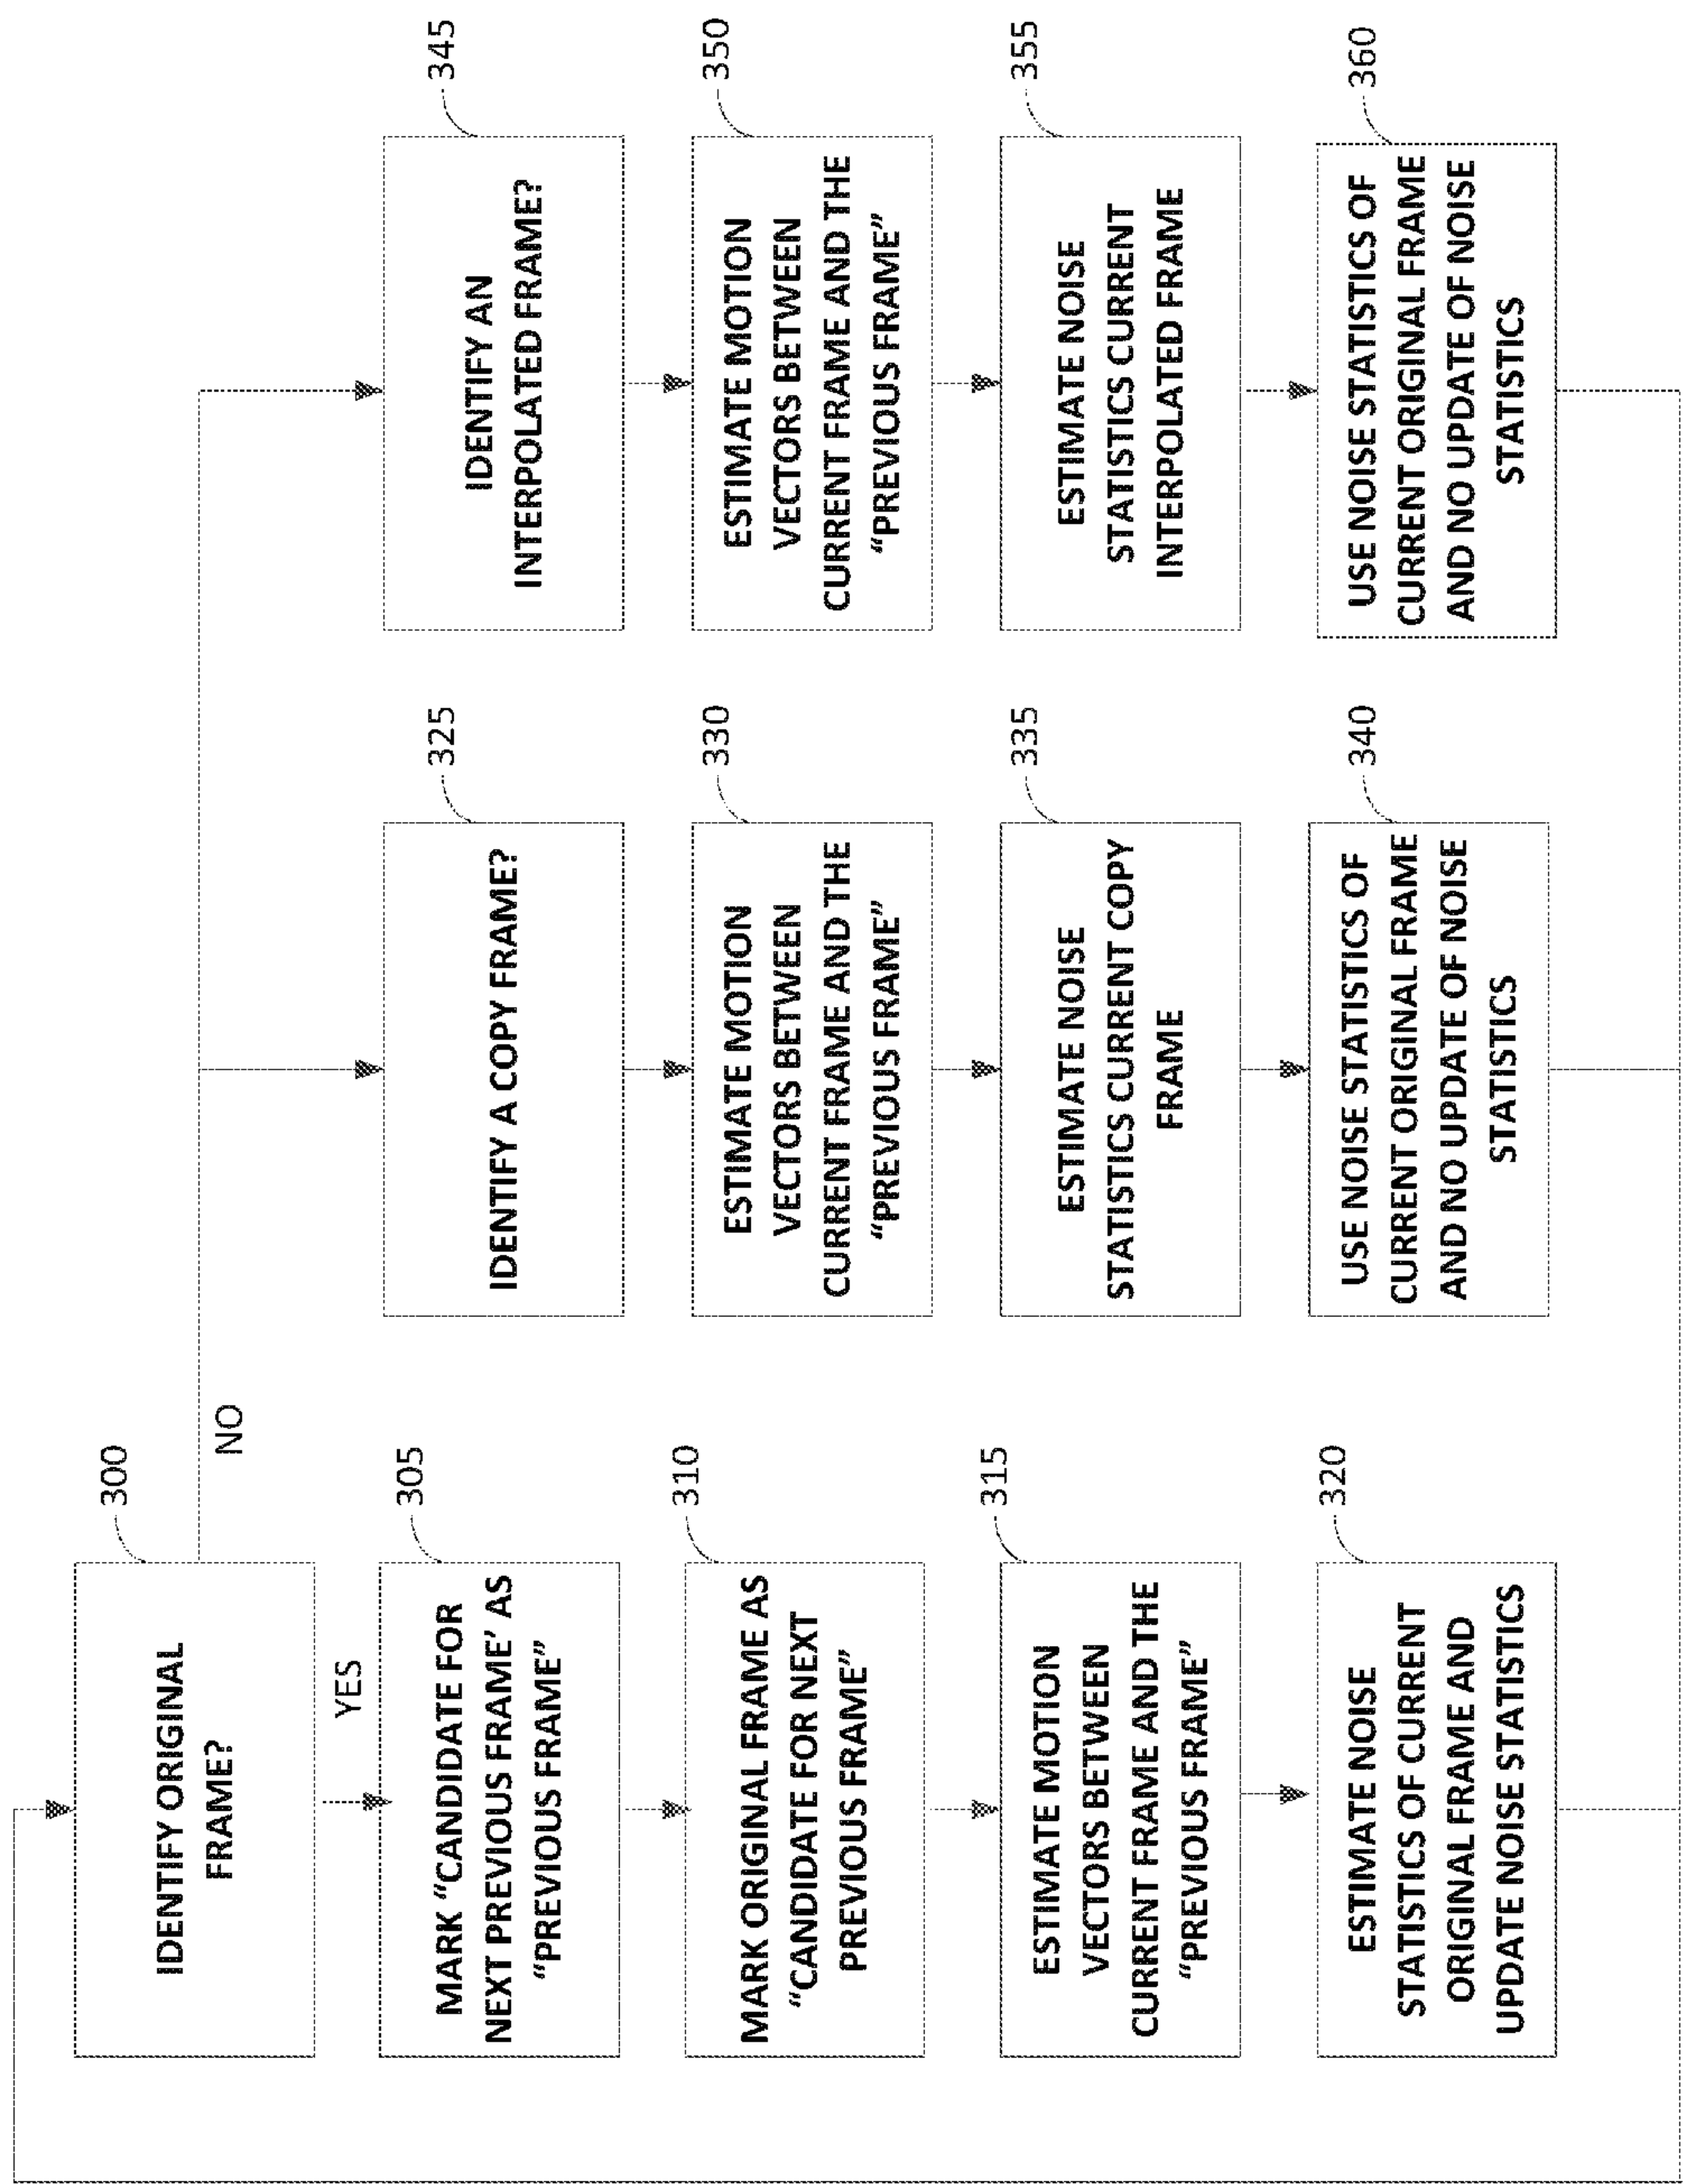 300
IDENTIFY ORIGINAL
FRAME?
NO
YES
305
MARK “CANDIDATE FOR
NEXT PREVIOUS FRAME’ AS
“PREVIOUS FRAME”
310
MARK ORIGINAL FRAME AS
“CANDIDATE FOR NEXT
PREVIOUS FRAME”
315
ESTIMATE MOTION
VECTORS BETWEEN
CURRENT FRAME AND THE
“PREVIOUS FRAME”
320
ESTIMATE NOISE
STATISTICS OF CURRENT
ORIGINAL FRAME AND
UPDATE NOISE STATISTICS
325
IDENTIFY A COPY FRAME?
330
ESTIMATE MOTION
VECTORS BETWEEN
CURRENT FRAME AND THE
“PREVIOUS FRAME”
335
ESTIMATE NOISE
STATISTICS CURRENT COPY
FRAME
340
USE NOISE STATISTICS OF
CURRENT ORIGINAL FRAME
AND NO UPDATE OF NOISE
STATISTICS
345
IDENTIFY AN
INTERPOLATED FRAME?
350
ESTIMATE MOTION
VECTORS BETWEEN
CURRENT FRAME AND THE
“PREVIOUS FRAME”
355
ESTIMATE NOISE
STATISTICS CURRENT
INTERPOLATED FRAME
360
USE NOISE STATISTICS OF
CURRENT ORIGINAL FRAME
AND NO UPDATE OF NOISE
STATISTICS